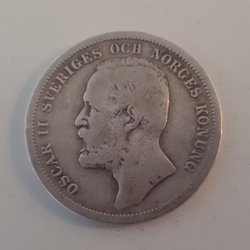 OSCAR II SVERIGES OCH NORGES KONUNG